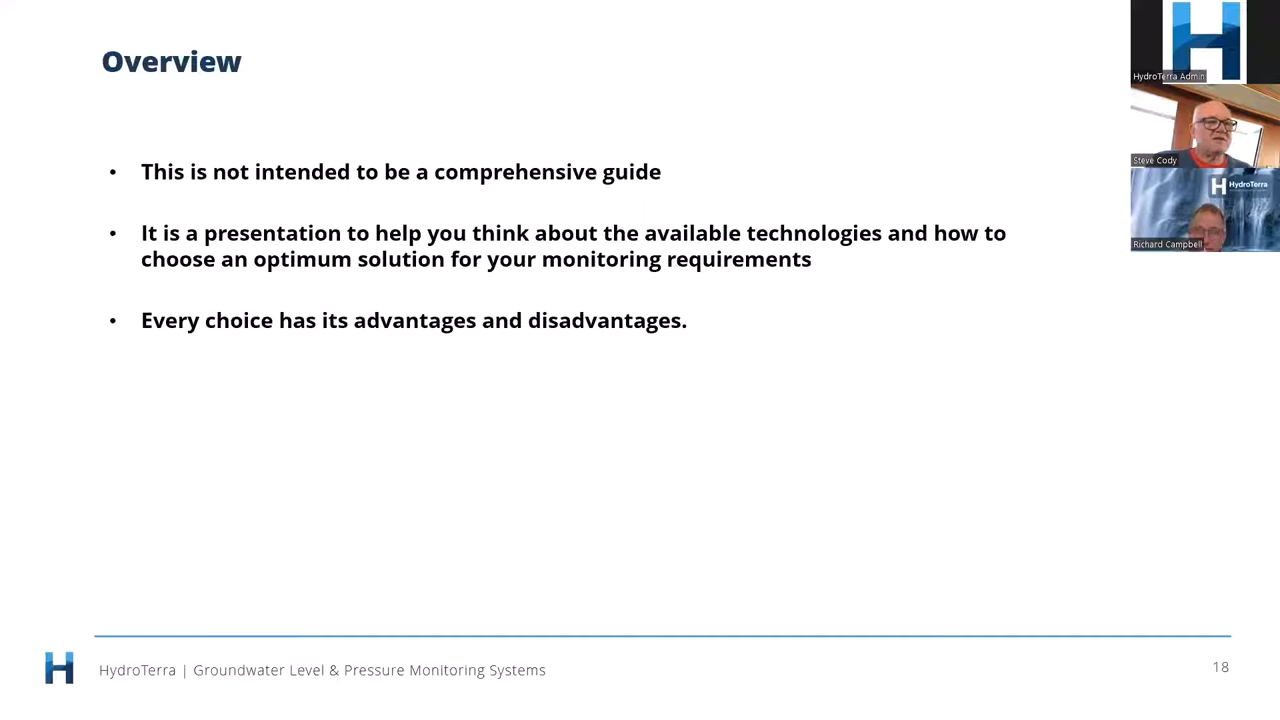 Overview
• This is not intended to be a comprehensive guide
• It is a presentation to help you think about the available technologies and how to
choose an optimum solution for your monitoring requirements
• Every choice has its advantages and disadvantages.
HydroTerra Admin
Steve Cody
HydroTerra
Richard Campbell
HydroTerra | Groundwater Level & Pressure Monitoring Systems
18